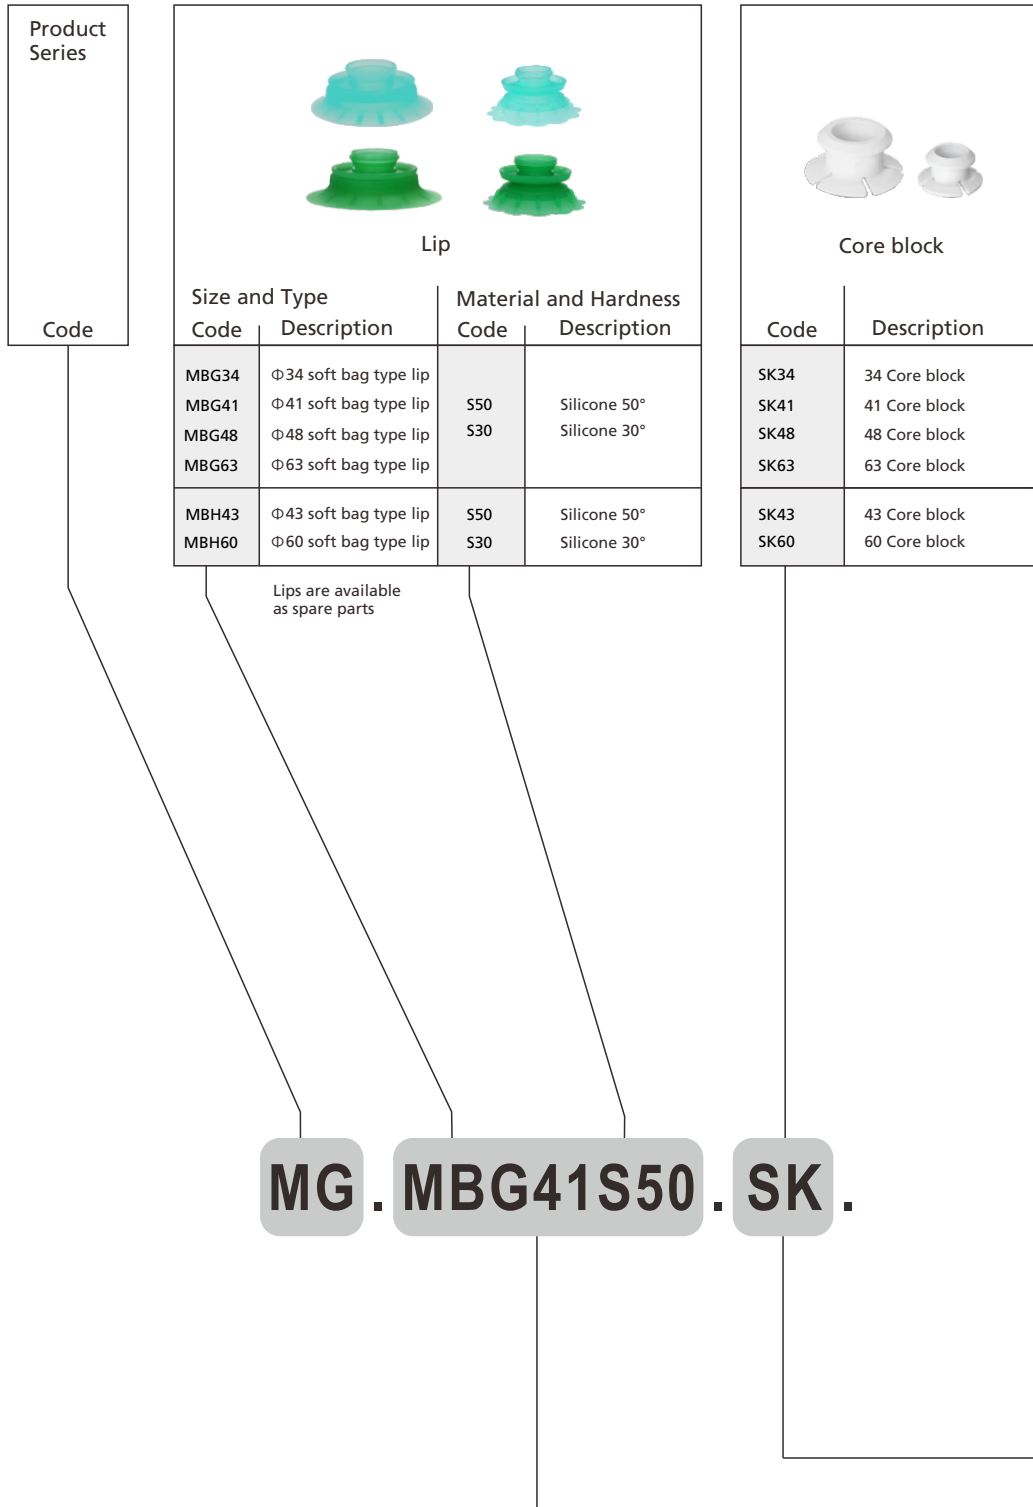 Product
Series
Code
Lip
Size and Type
Material and Hardness
Code Description Code Description
MBG34 Φ34 soft bag type lip
MBG41 Φ41 soft bag type lip S50 Silicone 50°
MBG48 Φ48 soft bag type lip S30 Silicone 30°
MBG63 Φ63 soft bag type lip
MBH43 Φ43 soft bag type lip S50 Silicone 50°
MBH60 Φ60 soft bag type lip S30 Silicone 30°
Lips are available
as spare parts
Core block
Code Description
SK34 34 Core block
SK41 41 Core block
SK48 48 Core block
SK63 63 Core block
SK43 43 Core block
SK60 60 Core block
MG . MBG41S50 . SK .